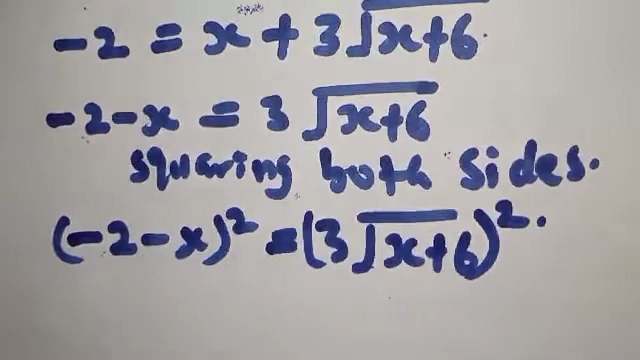 -2 = x + 3√x+6.
-2-x = 3√x+6
squaring both sides.
(-2-x)² = (3√x+6)².